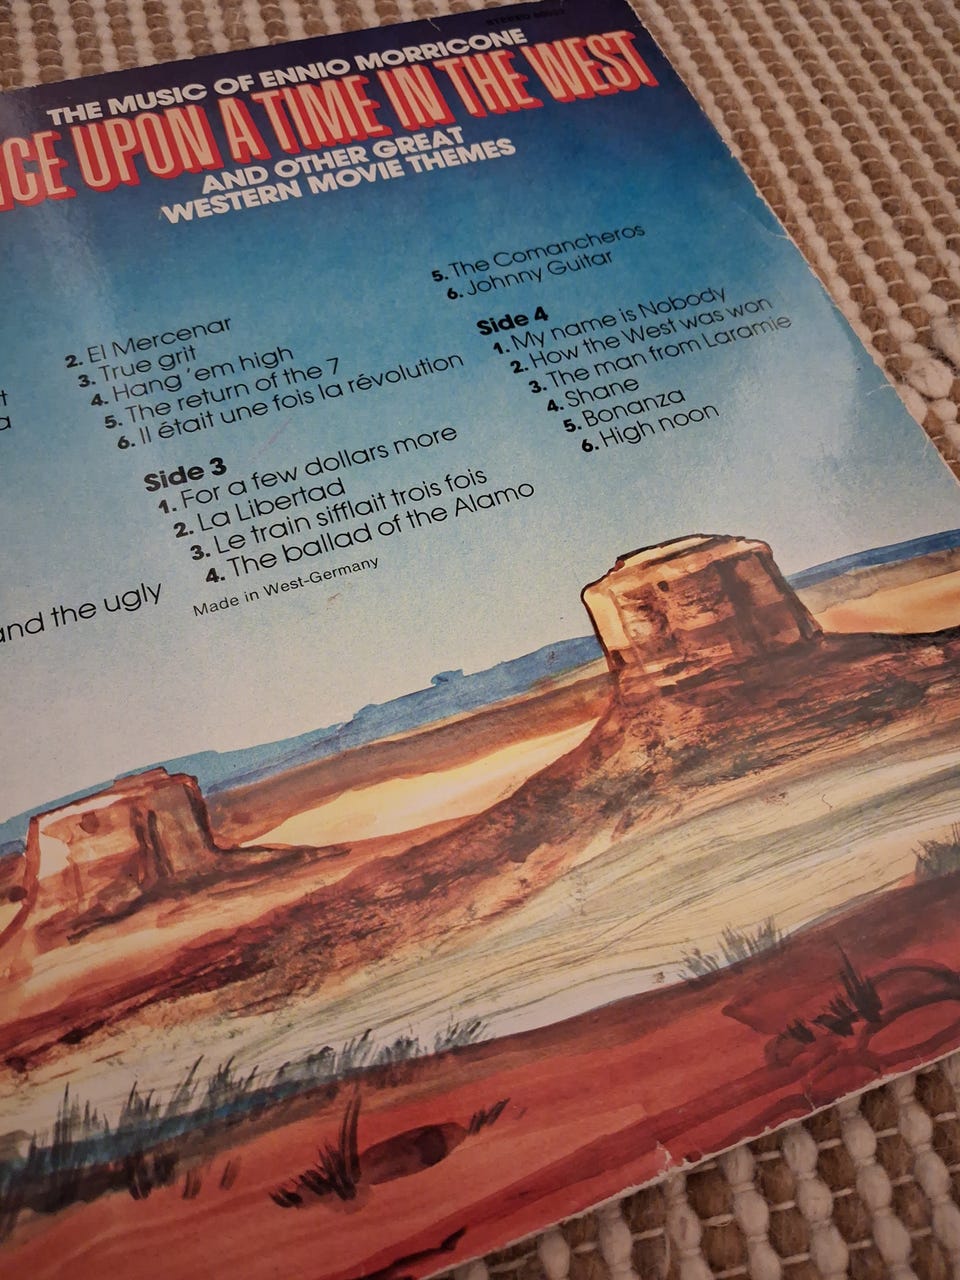 THE MUSIC OF ENNIO MORRICONE
CE UPON A TIME IN THE WEST
AND OTHER GREAT
WESTERN MOVIE THEMES
and the ugly
2. El Mercenar
3. True grit
4. Hang 'em high
5. The return of the 7
6. Il était une fois la révolution
Side 3
1. For a few dollars more
2. La Libertad
3. Le train sifflait trois fois
4. The ballad of the Alamo
Made in West-Germany
5. The Comancheros
6. Johnny Guitar
Side 4
1. My name is Nobody
2. How the West was won
3. The man from Laramie
4. Shane
5. Bonanza
6. High noon